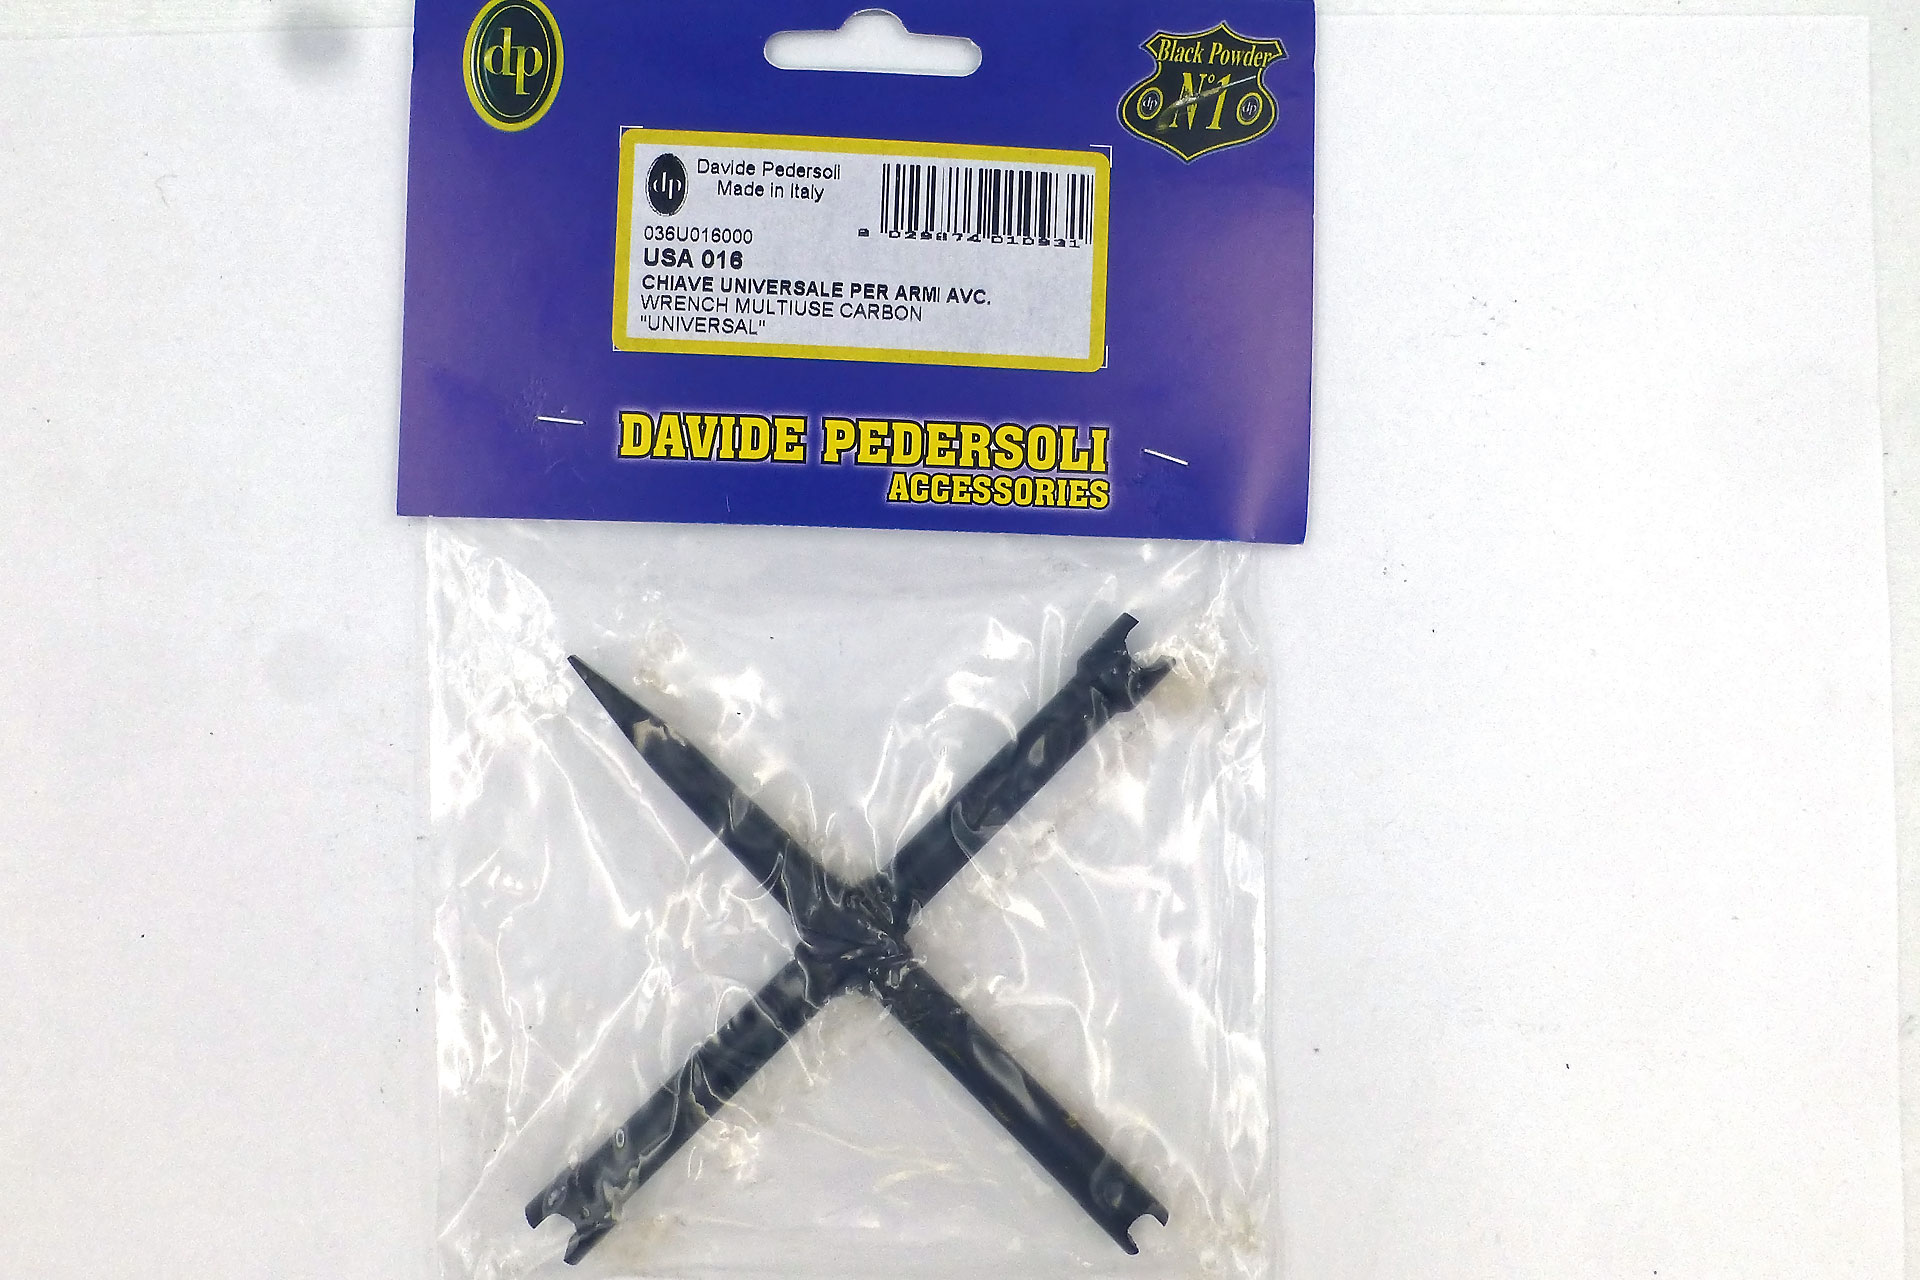 dp
Black Powder
dp N°1 dp
dp
Davide Pedersoli
Made in Italy
036U016000
USA 016
CHIAVE UNIVERSALE PER ARMI AVC.
WRENCH MULTIUSE CARBON
"UNIVERSAL"
DAVIDE PEDERSOLI
ACCESSORIES